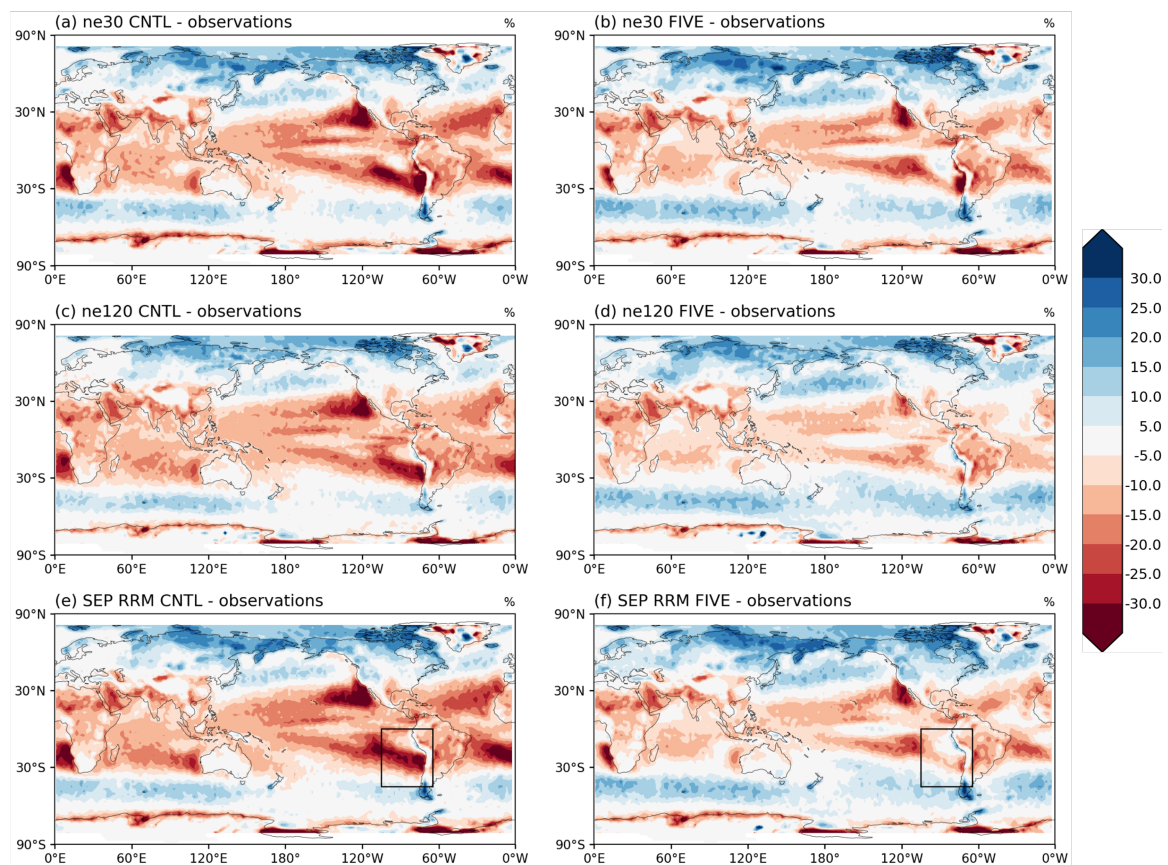 (a) ne30 CNTL - observations %
(b) ne30 FIVE - observations %
90°N 90°N
30°N 30°N
30°S 30°S
90°S 90°S
0°E 60°E 120°E 180° 120°W 60°W 0°W
0°E 60°E 120°E 180° 120°W 60°W 0°W
(c) ne120 CNTL - observations %
(d) ne120 FIVE - observations %
90°N 90°N
30°N 30°N
30°S 30°S
90°S 90°S
0°E 60°E 120°E 180° 120°W 60°W 0°W
0°E 60°E 120°E 180° 120°W 60°W 0°W
(e) SEP RRM CNTL - observations %
(f) SEP RRM FIVE - observations %
90°N 90°N
30°N 30°N
30°S 30°S
90°S 90°S
0°E 60°E 120°E 180° 120°W 60°W 0°W
0°E 60°E 120°E 180° 120°W 60°W 0°W
30.0
25.0
20.0
15.0
10.0
5.0
-5.0
-10.0
-15.0
-20.0
-25.0
-30.0